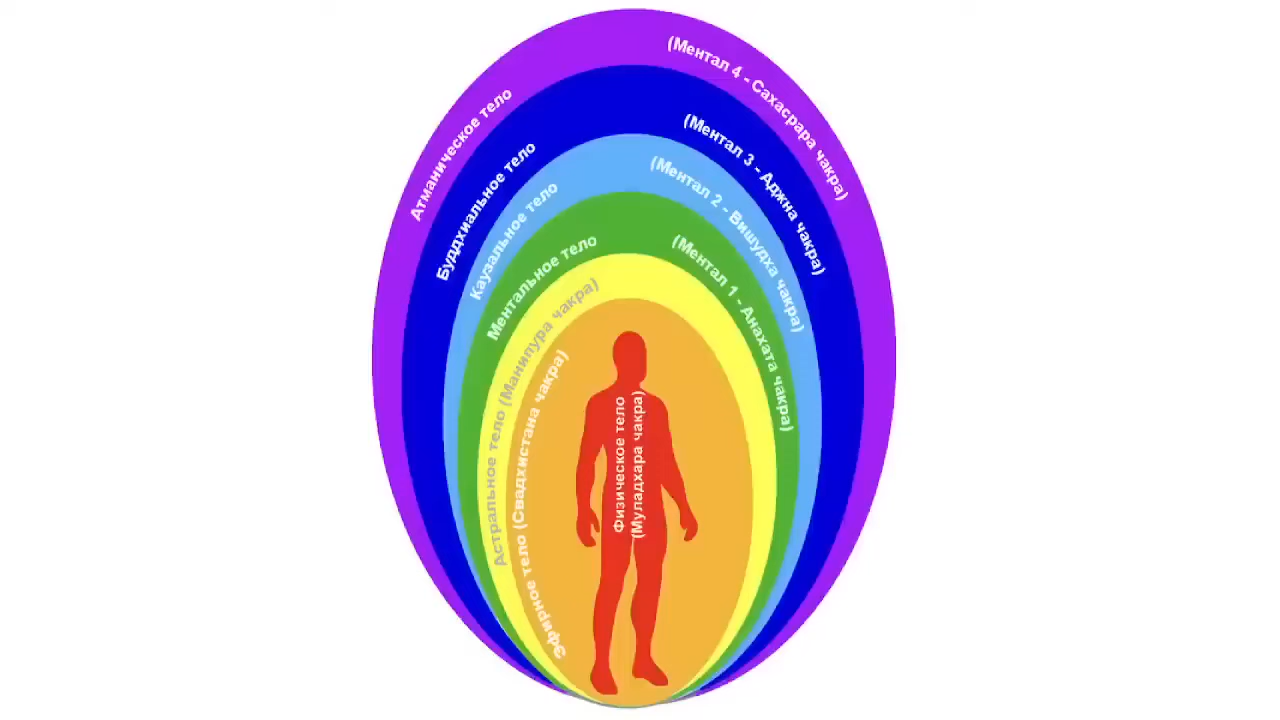 Атманическое тело
(Ментал 4 - Сахасрара чакра)
Буддхиальное тело
(Ментал 3 - Аджна чакра)
Каузальное тело
(Ментал 2 - Вишудха чакра)
Ментальное тело
(Ментал 1 - Анахата чакра)
Астральное тело (Манипура чакра)
Эфирное тело (Свадхистана чакра)
Физическое тело
(Муладхара чакра)